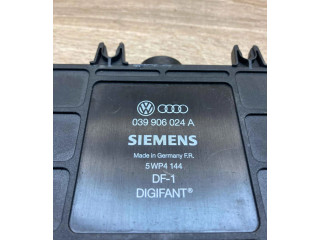 039 906 024 A
SIEMENS
Made in Germany F.R.
5WP4 144
DF-1
DIGIFANT®